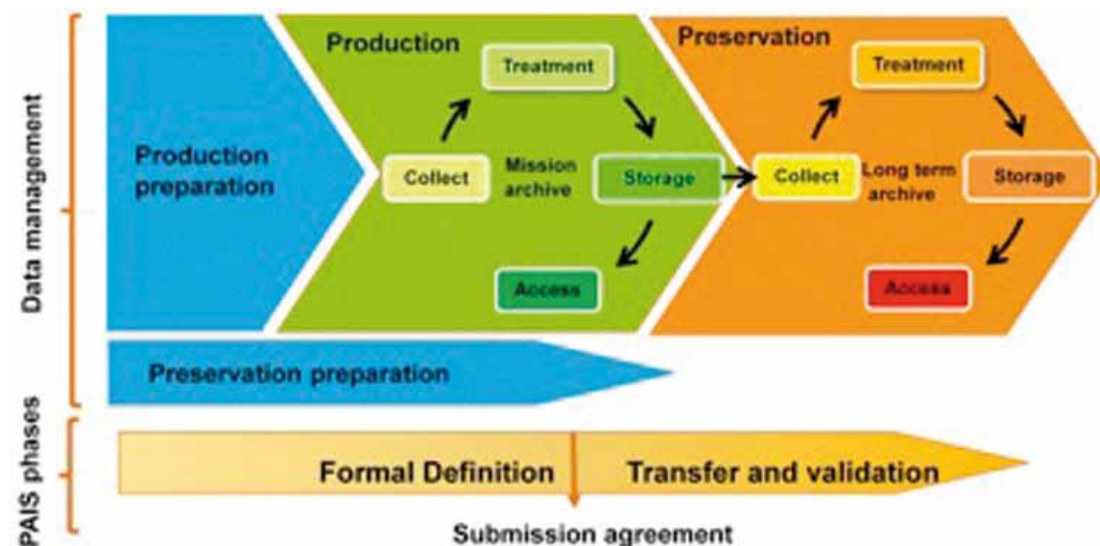 Data management
Production
preparation
Production
Treatment
Collect
Mission
archive
Storage
Access
Preservation
Treatment
Collect
Long term
archive
Storage
Access
Preservation preparation
PAIS phases
Formal Definition
Transfer and validation
Submission agreement